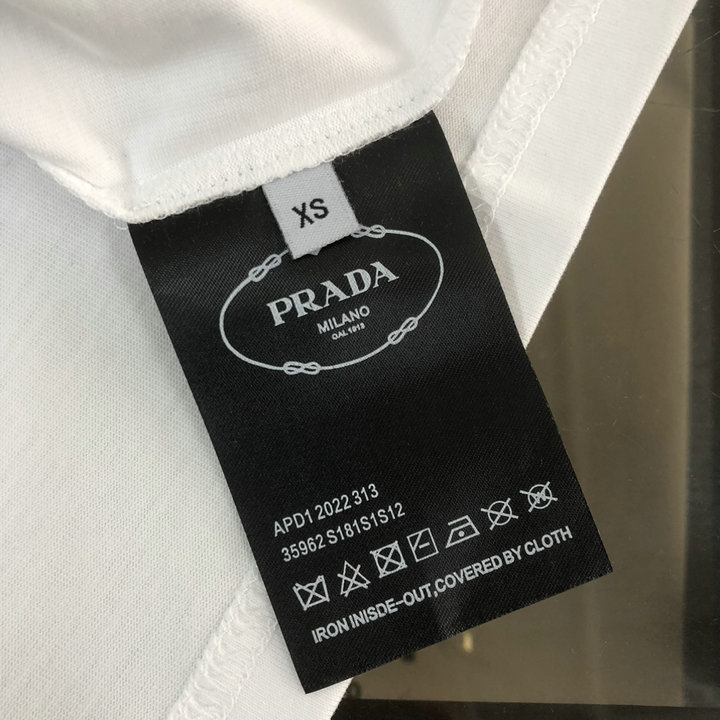 XS
PRADA
MILANO
DAL 1913
APD1 2022 313
35962 S181S1S12
IRON INISDE-OUT,COVERED BY CLOTH